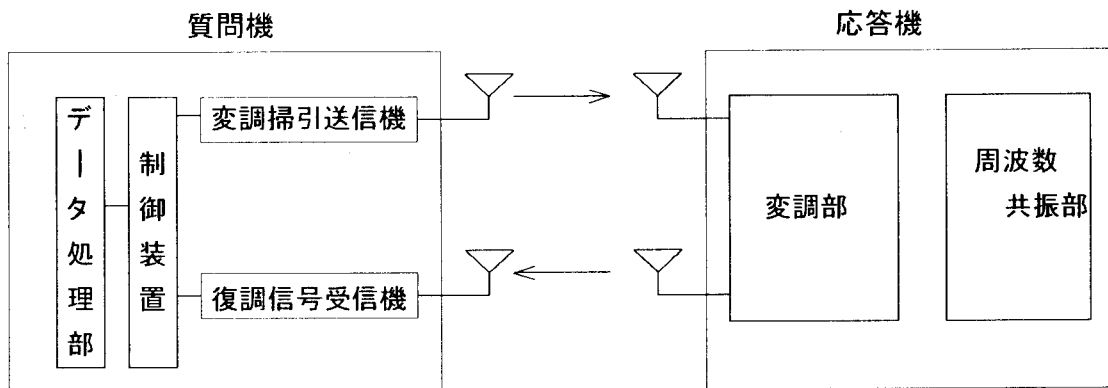 質問機
応答機
データ処理部
制御装置
変調掃引送信機
復調信号受信機
変調部
周波数
共振部